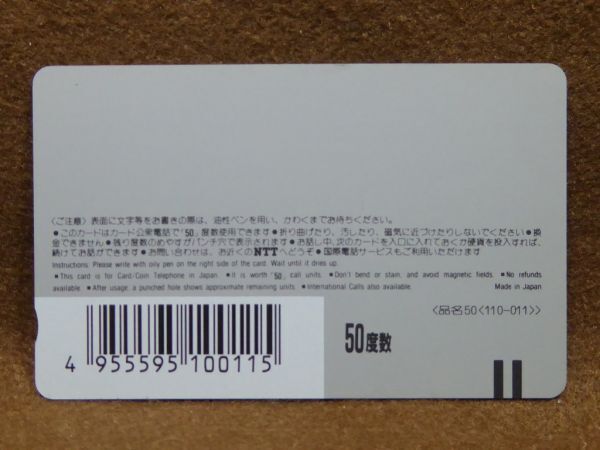 〈ご注意〉表面に文字等をお書きの際は、油性ペンを用い、かわくまでお待ちください。
●このカードはカード公衆電話で"50"度数使用できます●折り曲げたり、汚したり、磁気に近づけたりしないでください●換
金できません●残り度数のめやすがパンチ穴で表示されます●お話し中、次のカードを入口に入れておくか硬貨を投入すれば、
続けてお話ができます●お問い合わせは、お近くのNTTへどうぞ●国際電話サービスもご利用いただけます
Instructions: Please write with oily pen on the right side of the card. Wait until it dries up.
●This card is for Card/Coin Telephone in Japan. ●It is worth "50" call units. ●Don't bend or stain, and avoid magnetic fields. ●No refunds
available. ●After usage, a punched hole shows approximate remaining units. ●International Calls also available. Made in Japan
〈品名50〈110-011〉〉
50度数
4 955595 100115